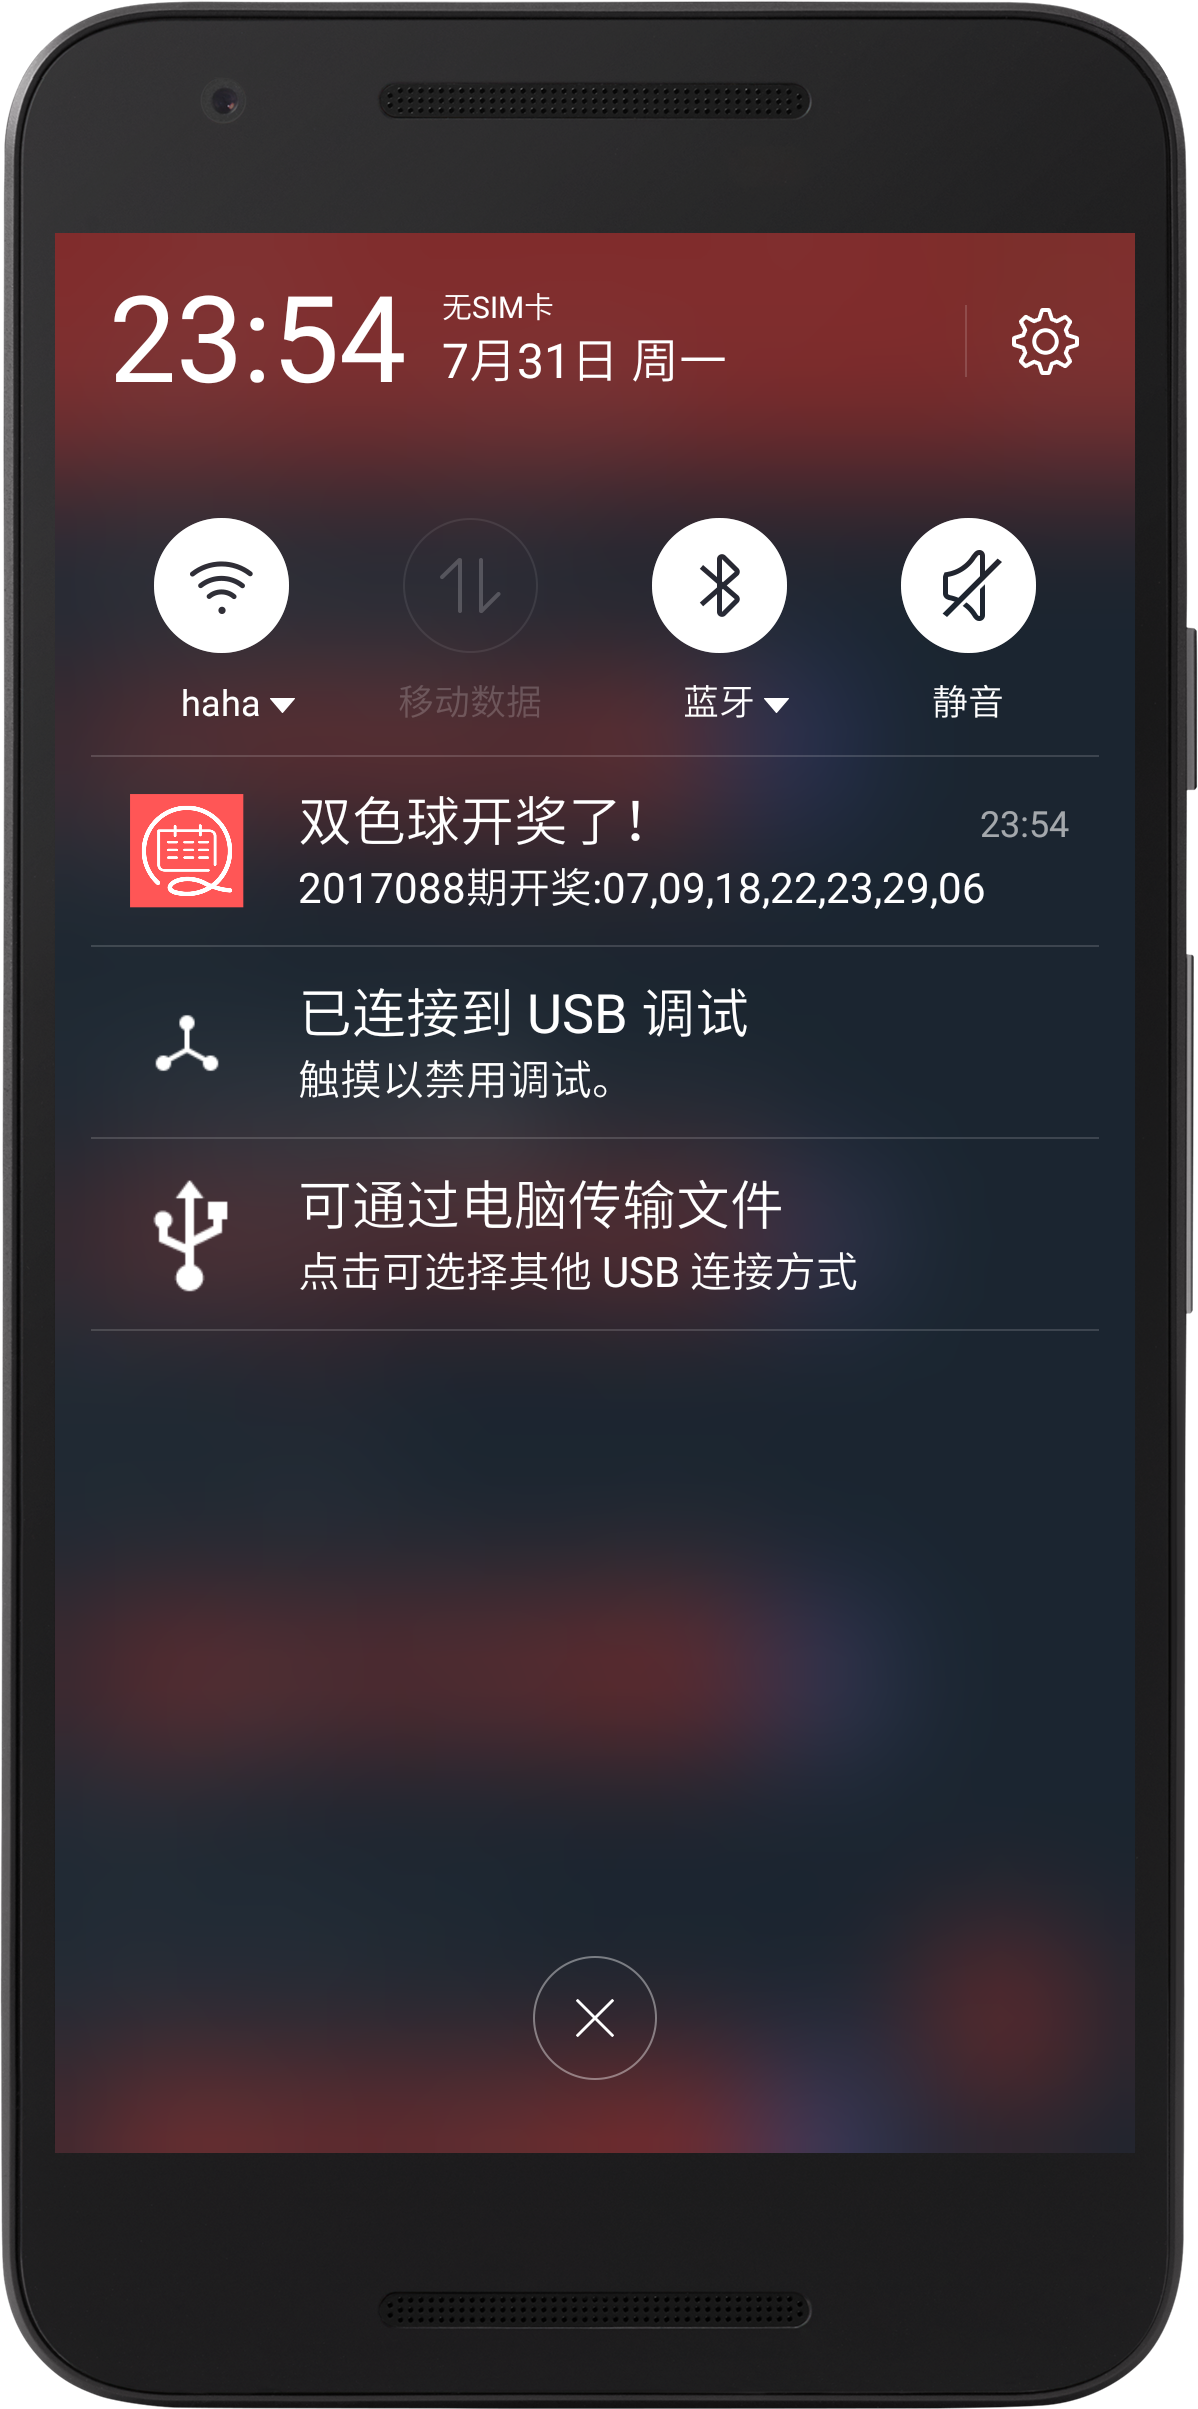 23:54
无SIM卡
7月31日 周一
haha
移动数据
蓝牙
静音
双色球开奖了！
23:54
2017088期开奖:07,09,18,22,23,29,06
已连接到 USB 调试
触摸以禁用调试。
可通过电脑传输文件
点击可选择其他 USB 连接方式